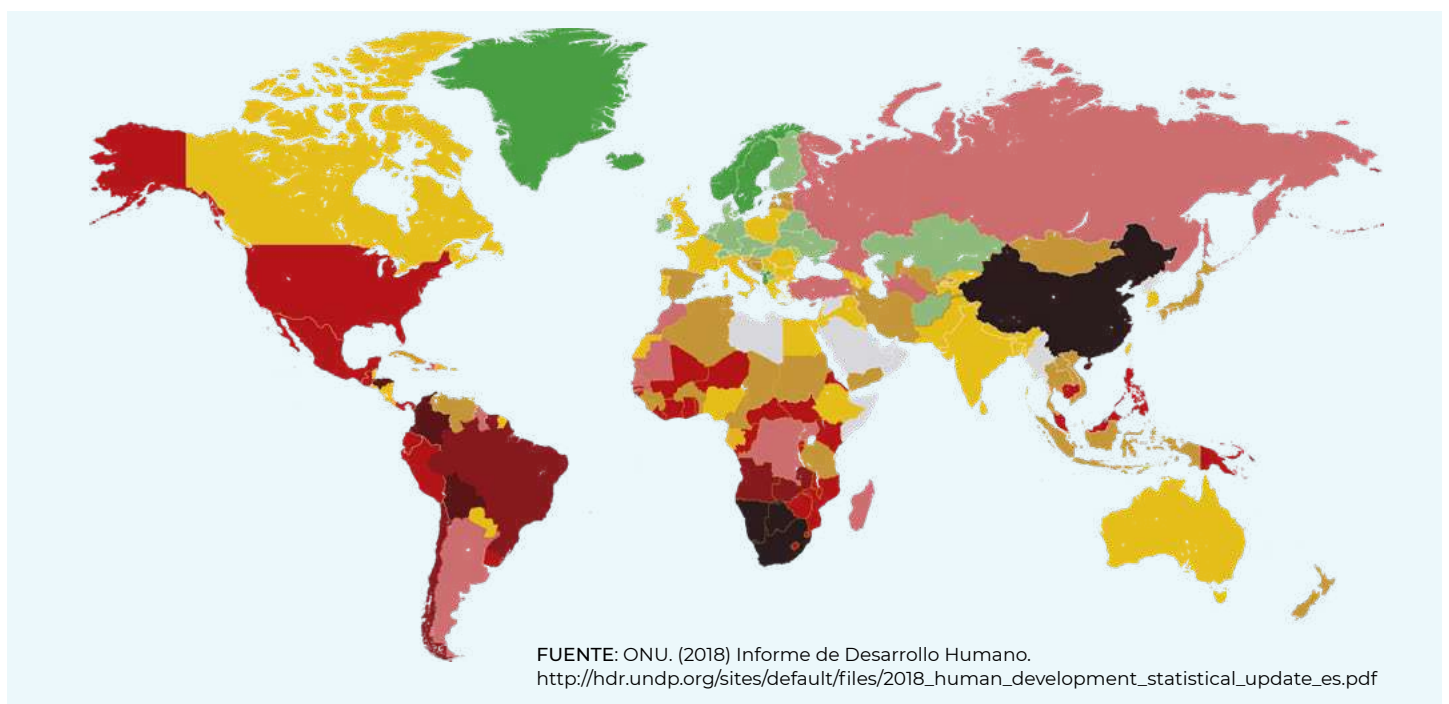 FUENTE: ONU. (2018) Informe de Desarrollo Humano.
http://hdr.undp.org/sites/default/files/2018_human_development_statistical_update_es.pdf